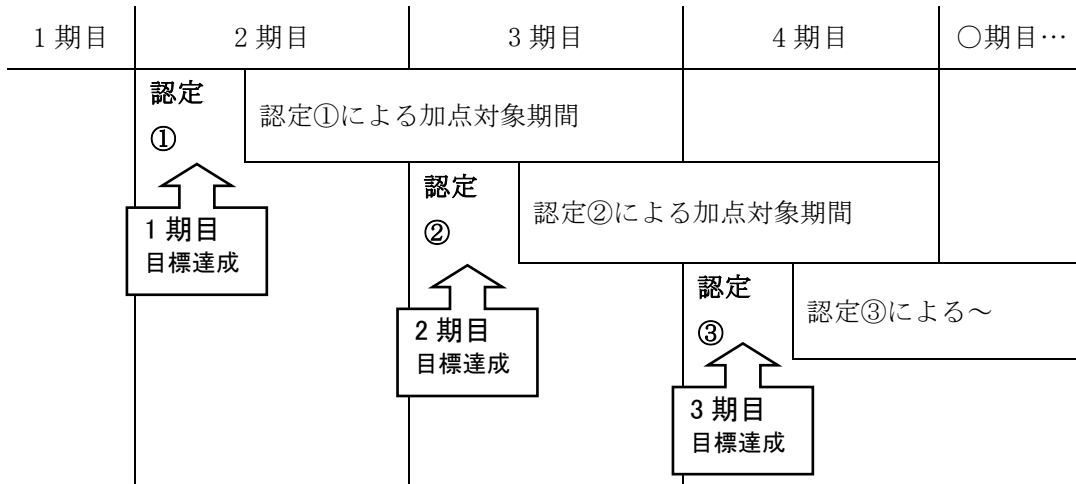 1期目 2期目 3期目 4期目 ○期目…
認定
①
認定①による加点対象期間
1期目
目標達成
認定
②
認定②による加点対象期間
2期目
目標達成
認定
③
認定③による～
3期目
目標達成